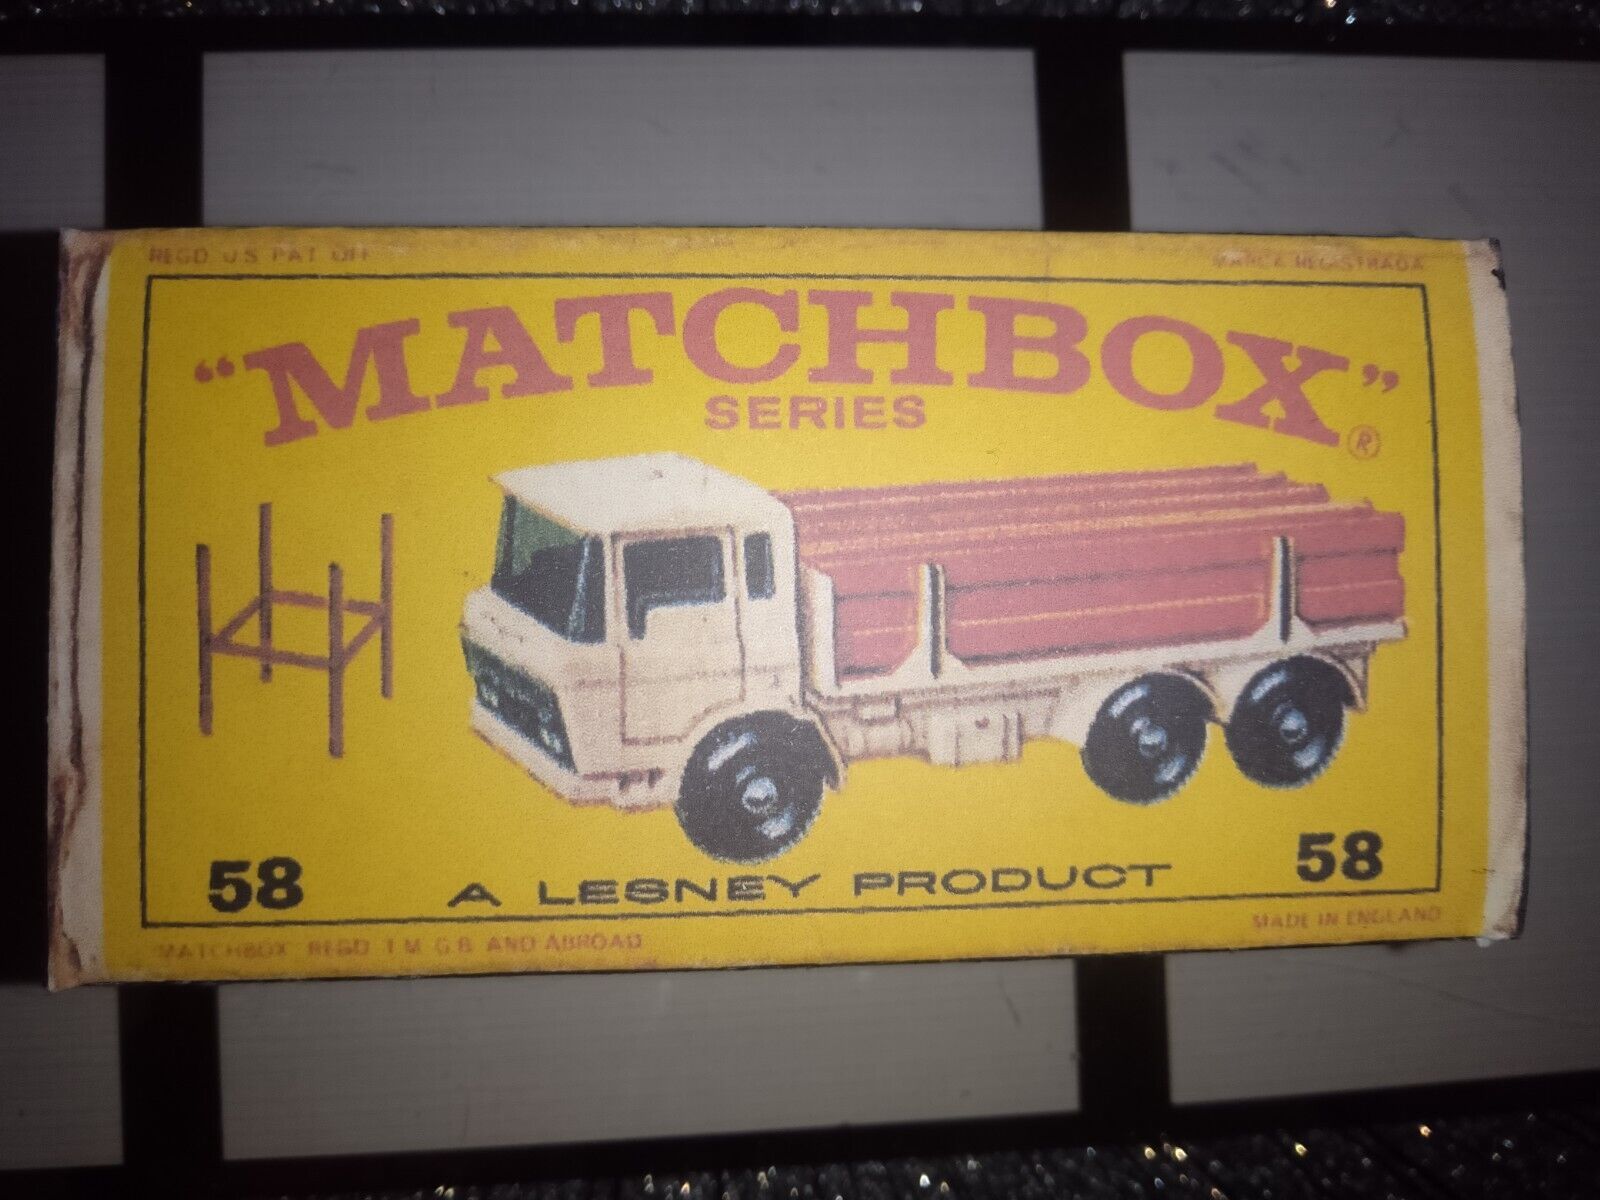 REGD U.S PAT OFF
MARCA REGISTRADA
"MATCHBOX"®
SERIES
58
A LESNEY PRODUCT
58
MATCHBOX REGD T M G.B AND ABROAD
MADE IN ENGLAND